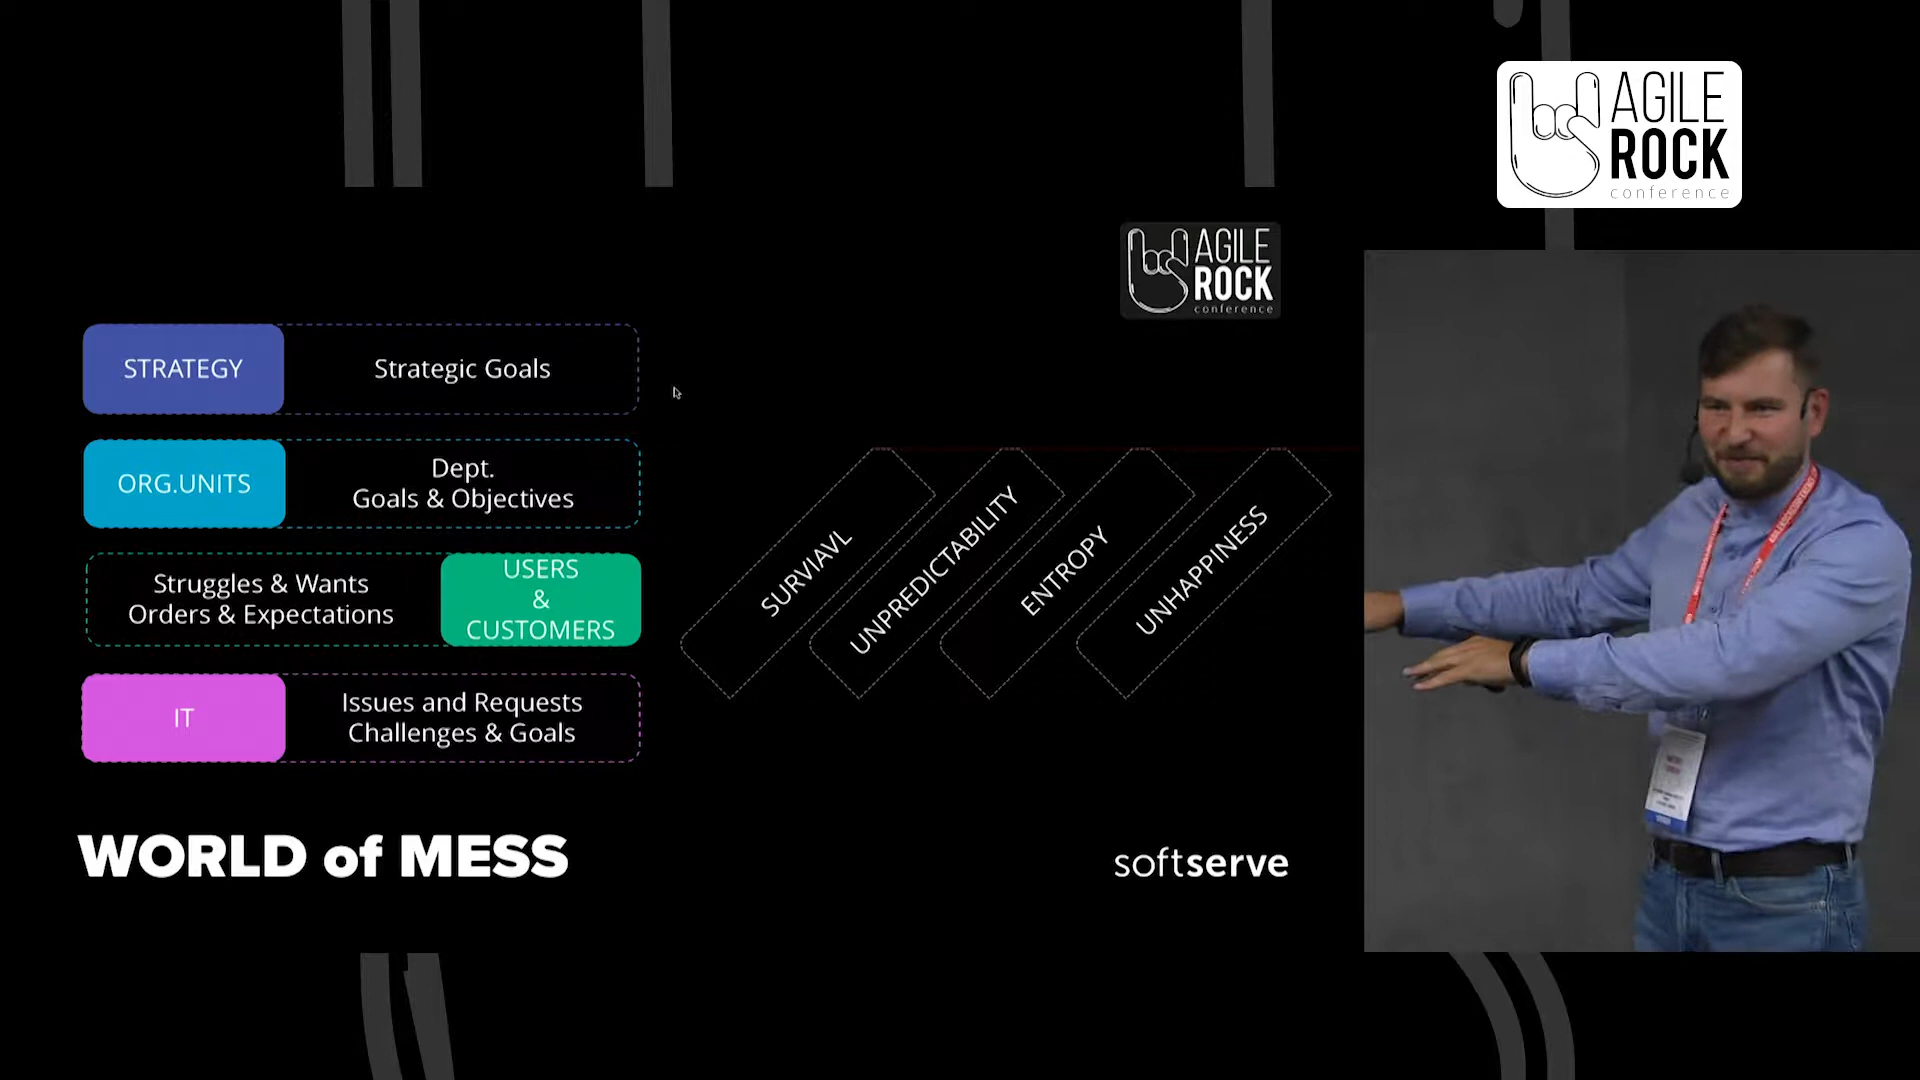 AGILE
ROCK
conference
AGILE
ROCK
conference
STRATEGY
Strategic Goals
ORG.UNITS
Dept.
Goals & Objectives
Struggles & Wants
Orders & Expectations
USERS
&
CUSTOMERS
IT
Issues and Requests
Challenges & Goals
SURVIAVL
UNPREDICTABILITY
ENTROPY
UNHAPPINESS
WORLD of MESS
softserve